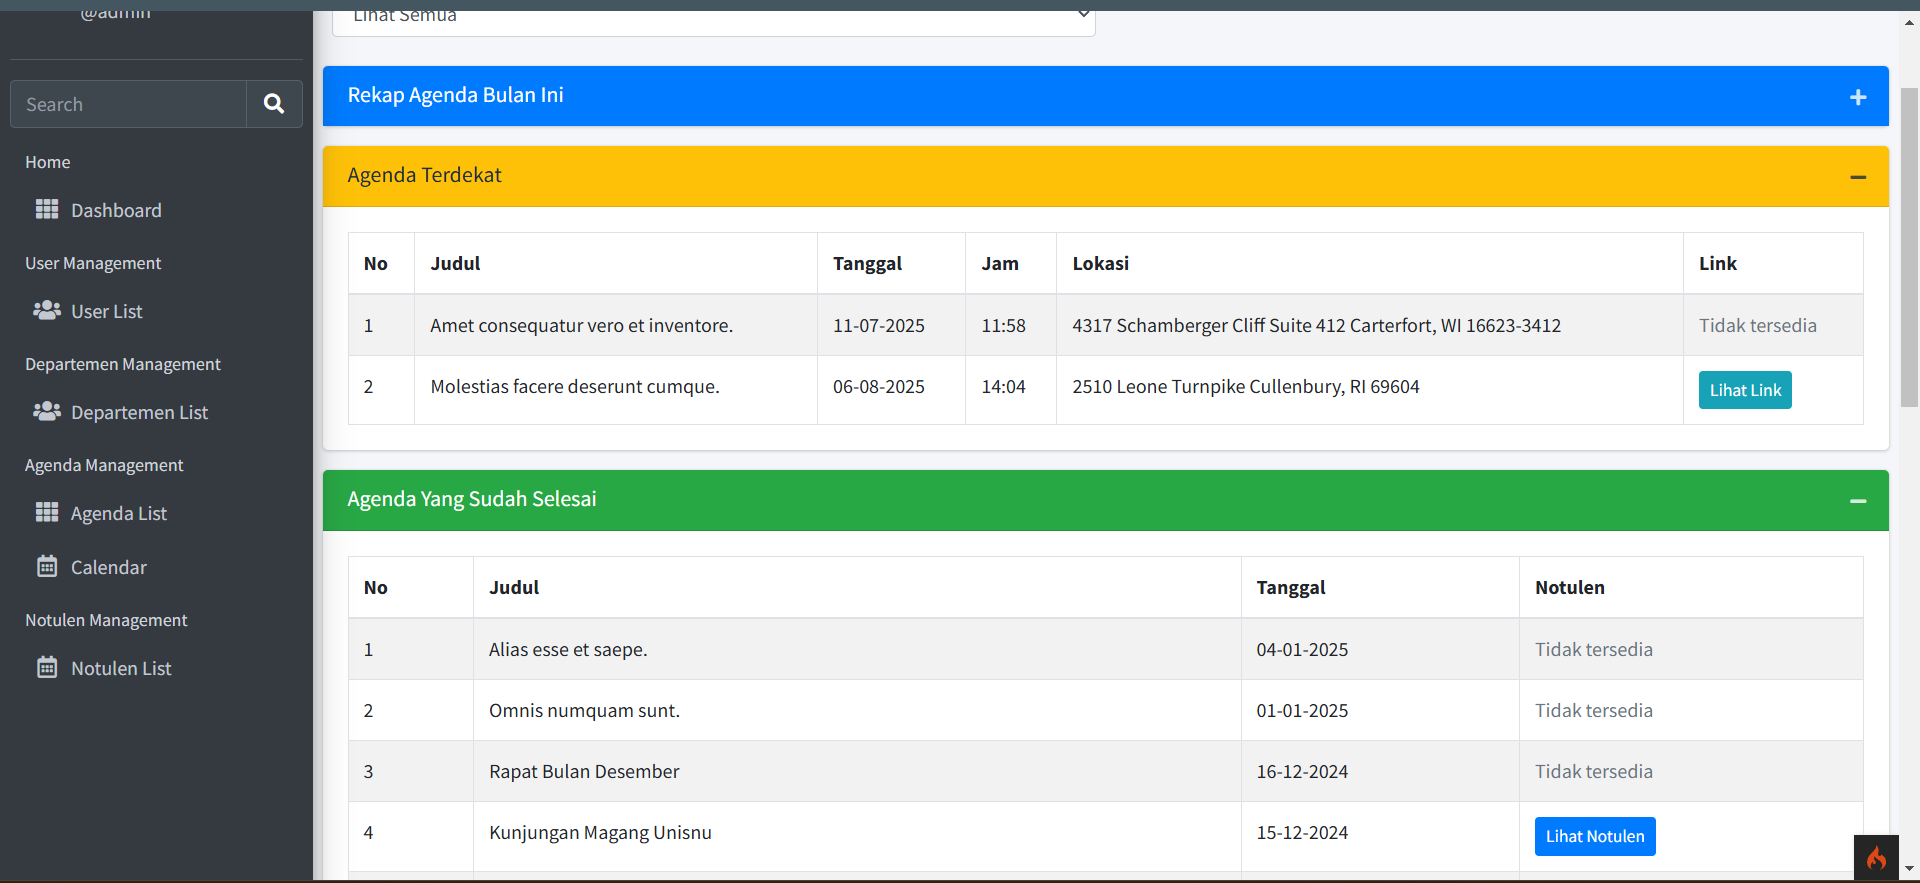 @admin
Search
Home
Dashboard
User Management
User List
Departemen Management
Departemen List
Agenda Management
Agenda List
Calendar
Notulen Management
Notulen List
Lihat Semua
Rekap Agenda Bulan Ini
Agenda Terdekat
No Judul Tanggal Jam Lokasi Link
1 Amet consequatur vero et inventore. 11-07-2025 11:58 4317 Schamberger Cliff Suite 412 Carterfort, WI 16623-3412 Tidak tersedia
2 Molestias facere deserunt cumque. 06-08-2025 14:04 2510 Leone Turnpike Cullenbury, RI 69604 Lihat Link
Agenda Yang Sudah Selesai
No Judul Tanggal Notulen
1 Alias esse et saepe. 04-01-2025 Tidak tersedia
2 Omnis numquam sunt. 01-01-2025 Tidak tersedia
3 Rapat Bulan Desember 16-12-2024 Tidak tersedia
4 Kunjungan Magang Unisnu 15-12-2024 Lihat Notulen